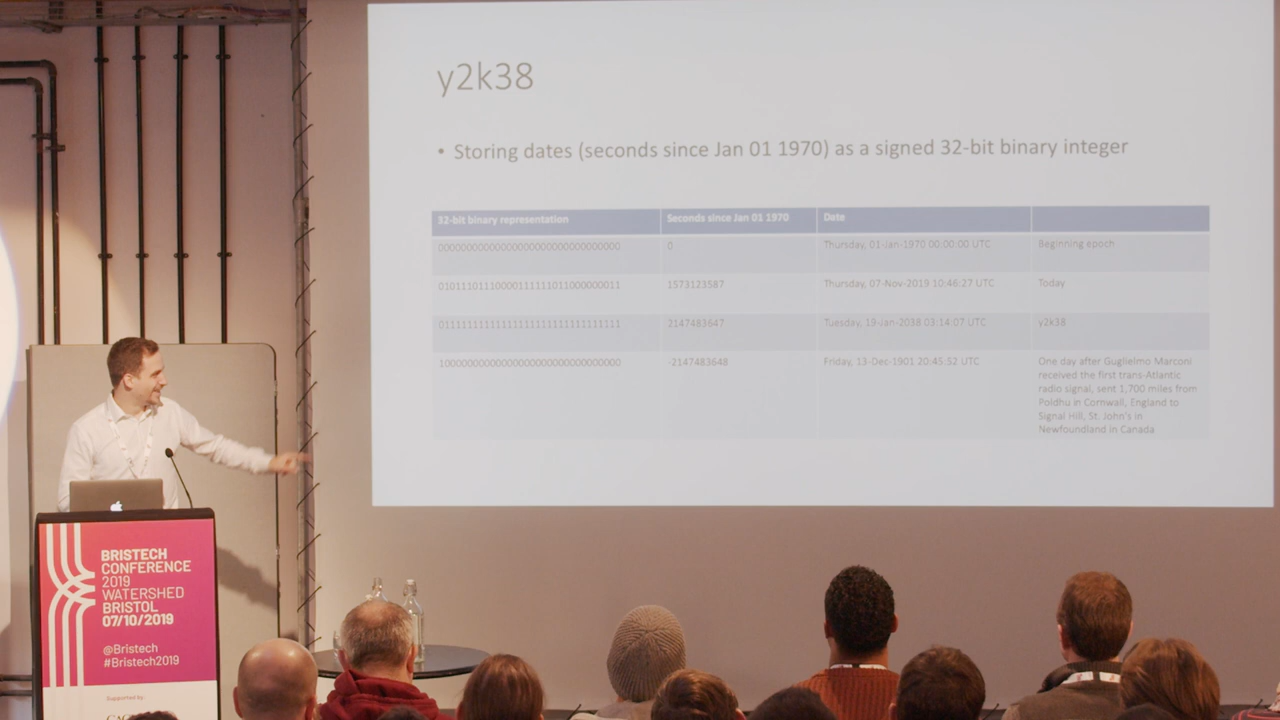 y2k38
• Storing dates (seconds since Jan 01 1970) as a signed 32-bit binary integer
32-bit binary representation Seconds since Jan 01 1970 Date
00000000000000000000000000000000 0 Thursday, 01-Jan-1970 00:00:00 UTC Beginning epoch
01011101110000111111011000000011 1573123587 Thursday, 07-Nov-2019 10:46:27 UTC Today
01111111111111111111111111111111 2147483647 Tuesday, 19-Jan-2038 03:14:07 UTC y2k38
10000000000000000000000000000000 -2147483648 Friday, 13-Dec-1901 20:45:52 UTC One day after Guglielmo Marconi
received the first trans-Atlantic
radio signal, sent 1,700 miles from
Poldhu in Cornwall, England to
Signal Hill, St. John's in
Newfoundland in Canada
BRISTECH
CONFERENCE
2019
WATERSHED
BRISTOL
07/10/2019
@Bristech
#Bristech2019
Supported by: